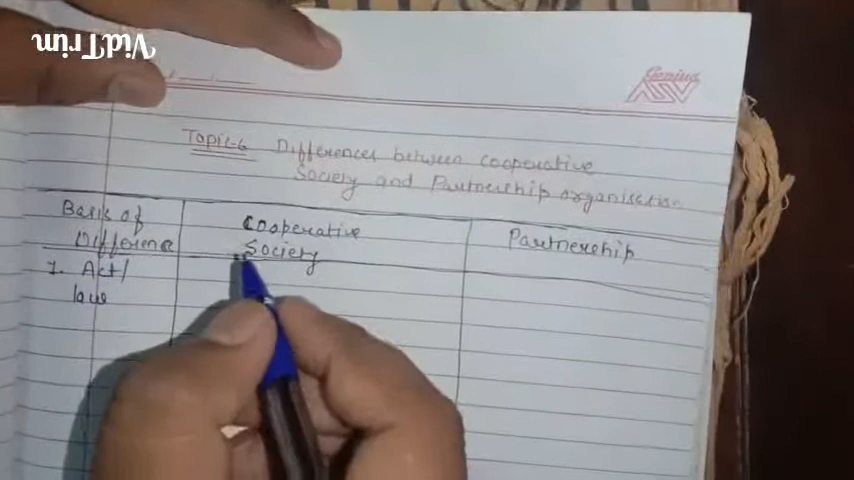 VidTrim
Genius
ASV
Topic-6 Differences between cooperative
Society and Partnership organisation
Basis of
Difference
Cooperative
Society
Partnership
1. Act/
law